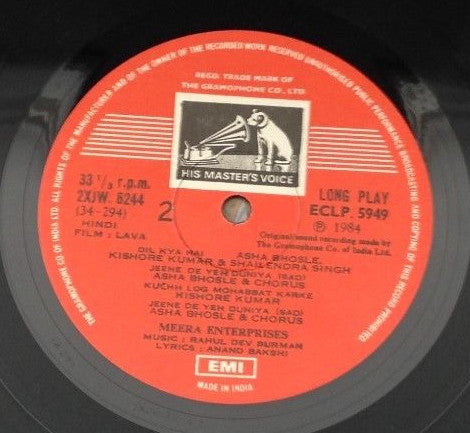 ALL RIGHTS OF THE MANUFACTURER AND OF THE OWNER OF THE RECORDED WORK RESERVED. UNAUTHORISED PUBLIC PERFORMANCE BROADCASTING AND COPYING OF THIS RECORD PROHIBITED
THE GRAMOPHONE CO. OF INDIA LTD.
REGD. TRADE MARK OF
THE GRAMOPHONE CO., LTD.
HIS MASTER'S VOICE
33 1/3 r.p.m.
2XJW 6244
(34-294)
HINDI
FILM : LAVA
2
LONG PLAY
ECLP. 5949
℗ 1984
Original/sound recording made by
The Gramophone Co. of India Ltd.
DIL KYA HAI ASHA BHOSLE,
KISHORE KUMAR & SHAILENDRA SINGH
JEENE DE YEH DUNIYA (SAD)
ASHA BHOSLE & CHORUS
KUCHH LOG MOHABBAT KARKE
KISHORE KUMAR
JEENE DE YEH DUNIYA (SAD)
ASHA BHOSLE & CHORUS
MEERA ENTERPRISES
MUSIC : RAHUL DEV BURMAN
LYRICS : ANAND BAKSHI
EMI
MADE IN INDIA